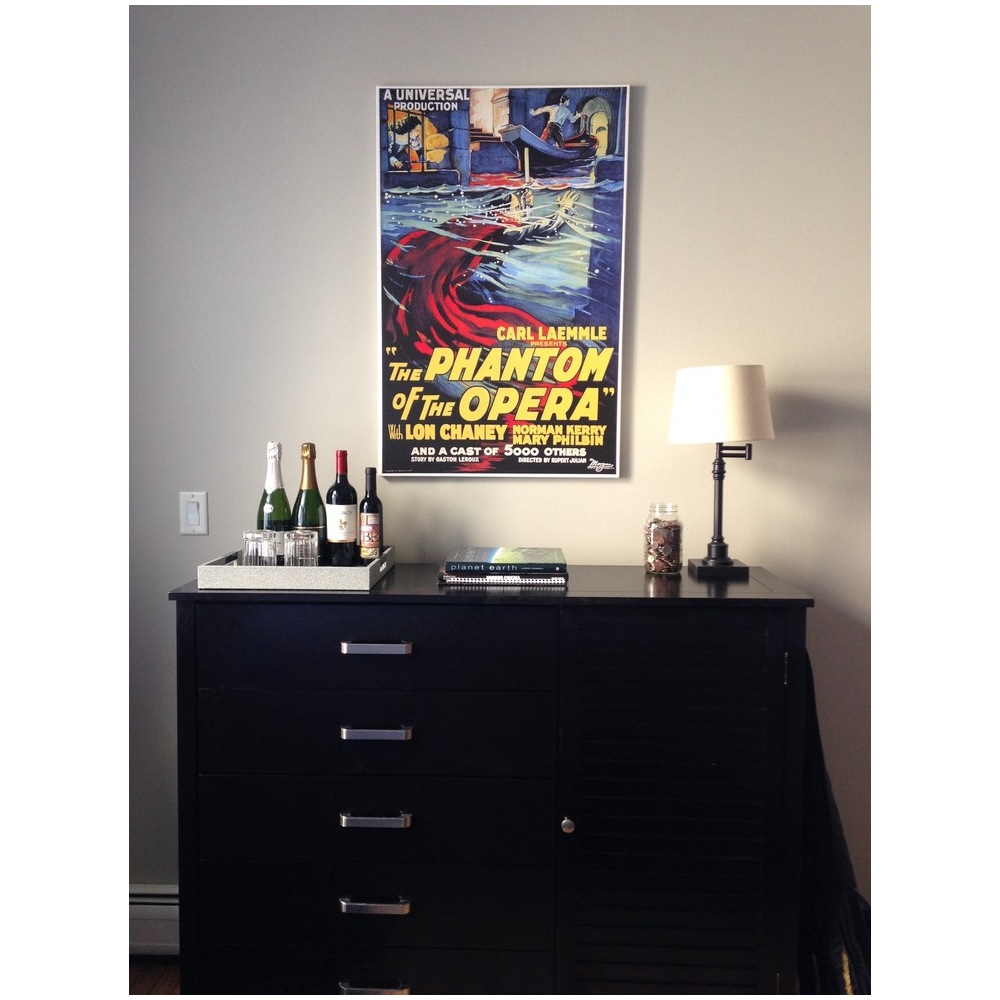 A UNIVERSAL
PRODUCTION
CARL LAEMMLE
PRESENTS
"THE PHANTOM
OF THE OPERA"
With LON CHANEY NORMAN KERRY
MARY PHILBIN
AND A CAST OF 5000 OTHERS
STORY BY GASTON LEROUX DIRECTED BY RUPERT JULIAN
Morgan
planet earth